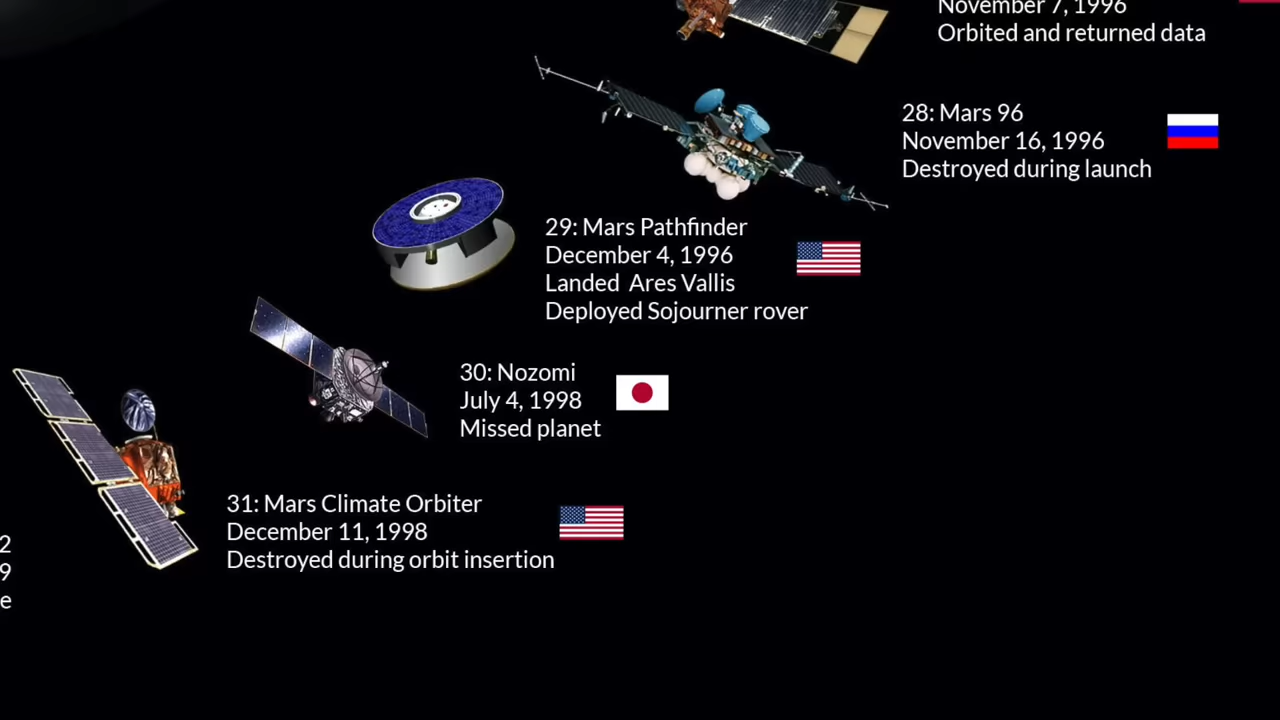 November 7, 1996
Orbited and returned data
28: Mars 96
November 16, 1996
Destroyed during launch
29: Mars Pathfinder
December 4, 1996
Landed  Ares Vallis
Deployed Sojourner rover
30: Nozomi
July 4, 1998
Missed planet
31: Mars Climate Orbiter
December 11, 1998
Destroyed during orbit insertion
2
9
e